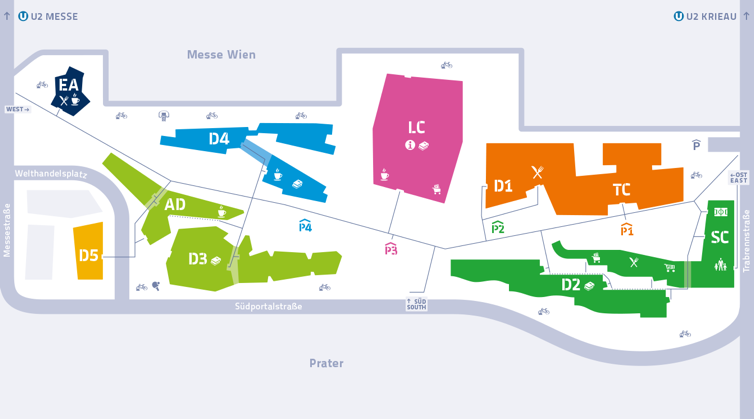 ↑ U U2 MESSE
U U2 KRIEAU ↑
Messe Wien
EA
WEST→
D4
LC
P
Welthandelsplatz
←OST
EAST
D1
TC
AD
Messestraße
P4
P2
P1
SC
Trabrennstraße
P3
D5
D3
D2
↑ SÜD
SOUTH
Südportalstraße
Prater